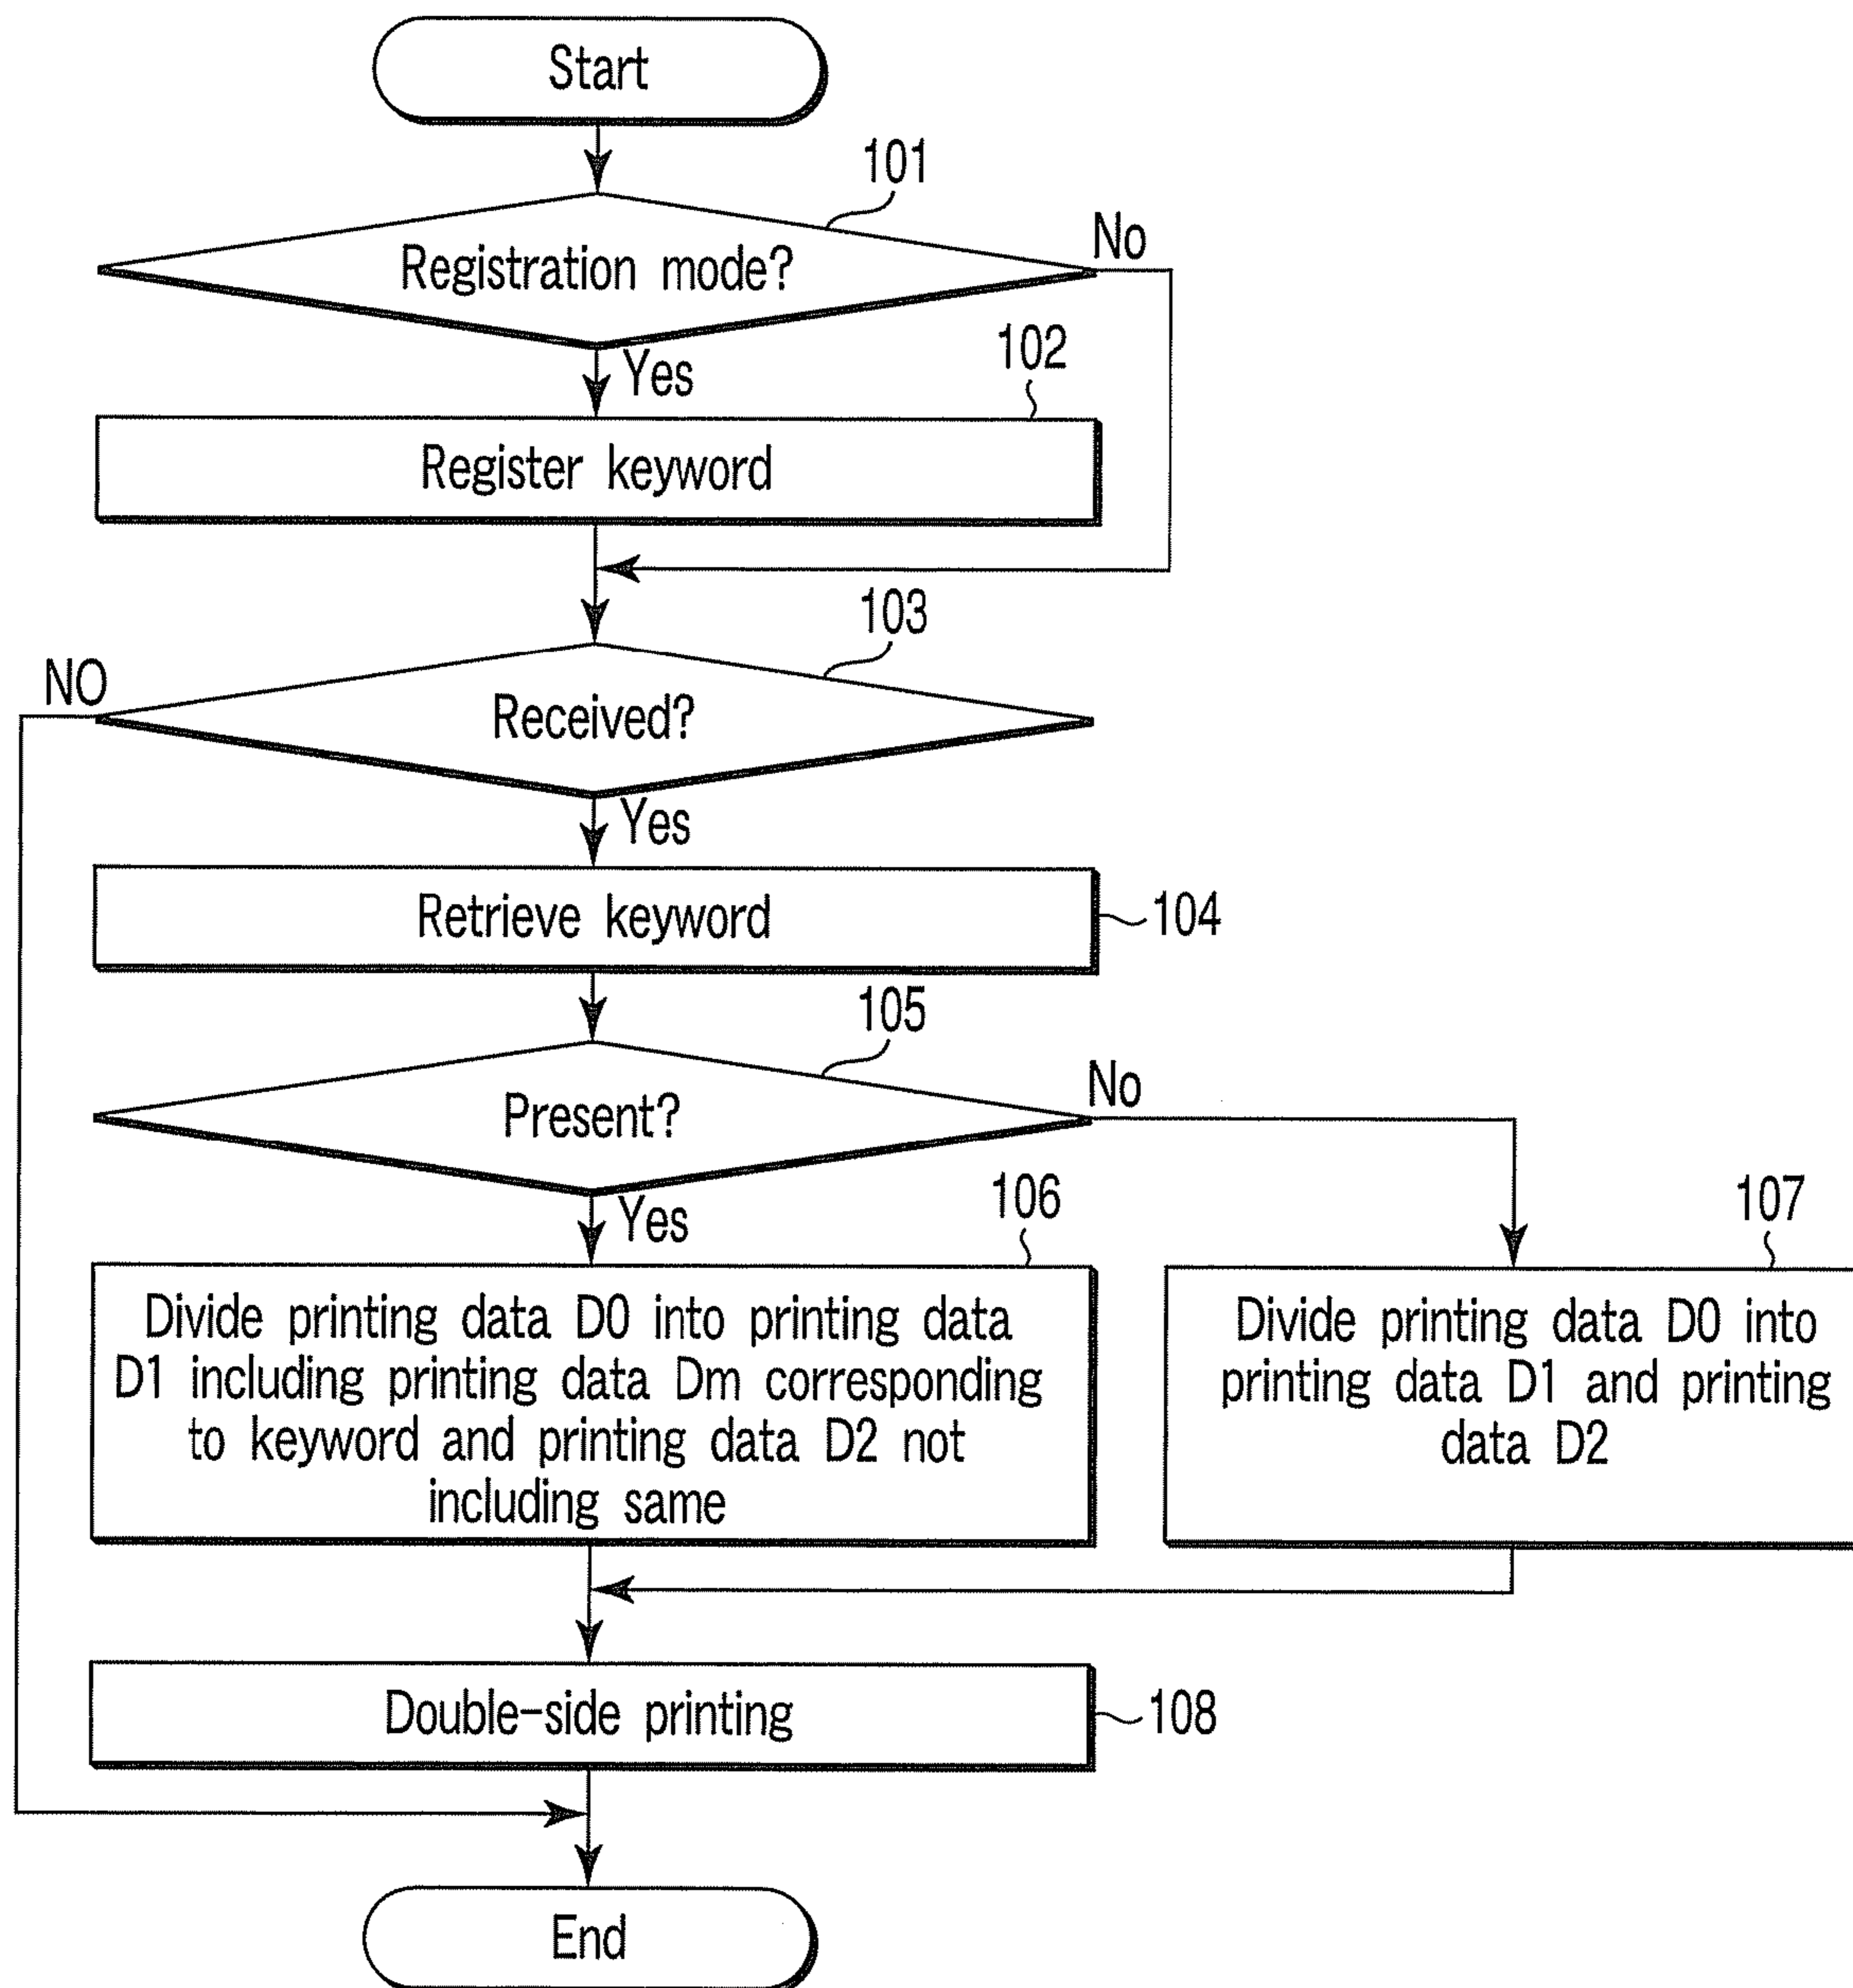 Start
101
Registration mode?
No
Yes
102
Register keyword
103
NO
Received?
Yes
Retrieve keyword
104
105
Present?
No
Yes
106
107
Divide printing data D0 into printing data
D1 including printing data Dm corresponding
to keyword and printing data D2 not
including same
Divide printing data D0 into
printing data D1 and printing
data D2
Double-side printing
108
End